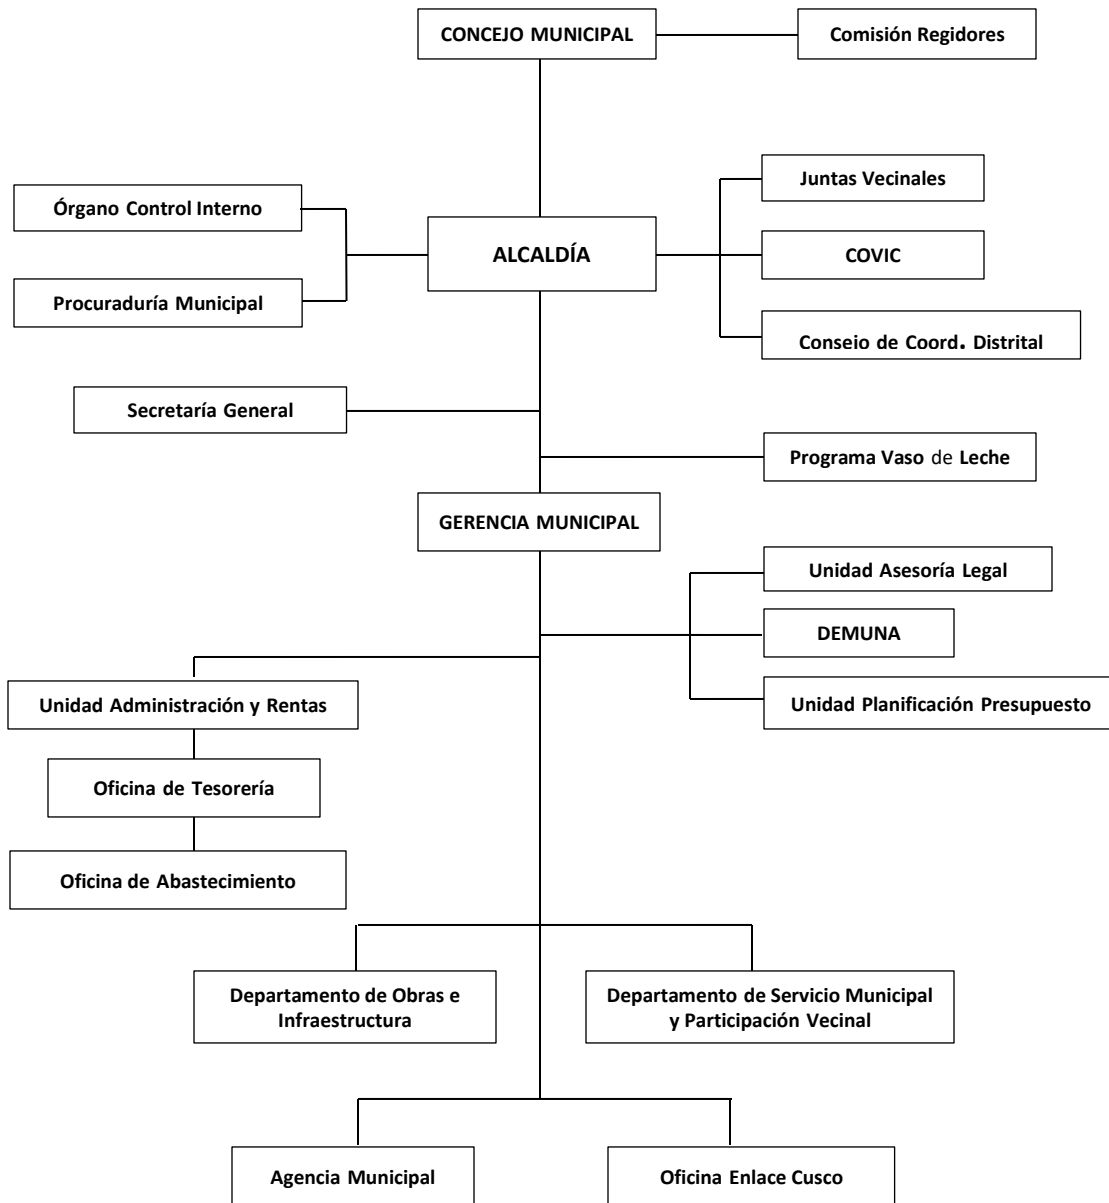 CONCEJO MUNICIPAL
Comisión Regidores
Juntas Vecinales
Órgano Control Interno
ALCALDÍA
COVIC
Procuraduría Municipal
Conseio de Coord. Distrital
Secretaría General
Programa Vaso de Leche
GERENCIA MUNICIPAL
Unidad Asesoría Legal
DEMUNA
Unidad Administración y Rentas
Unidad Planificación Presupuesto
Oficina de Tesorería
Oficina de Abastecimiento
Departamento de Obras e
Infraestructura
Departamento de Servicio Municipal
y Participación Vecinal
Agencia Municipal
Oficina Enlace Cusco